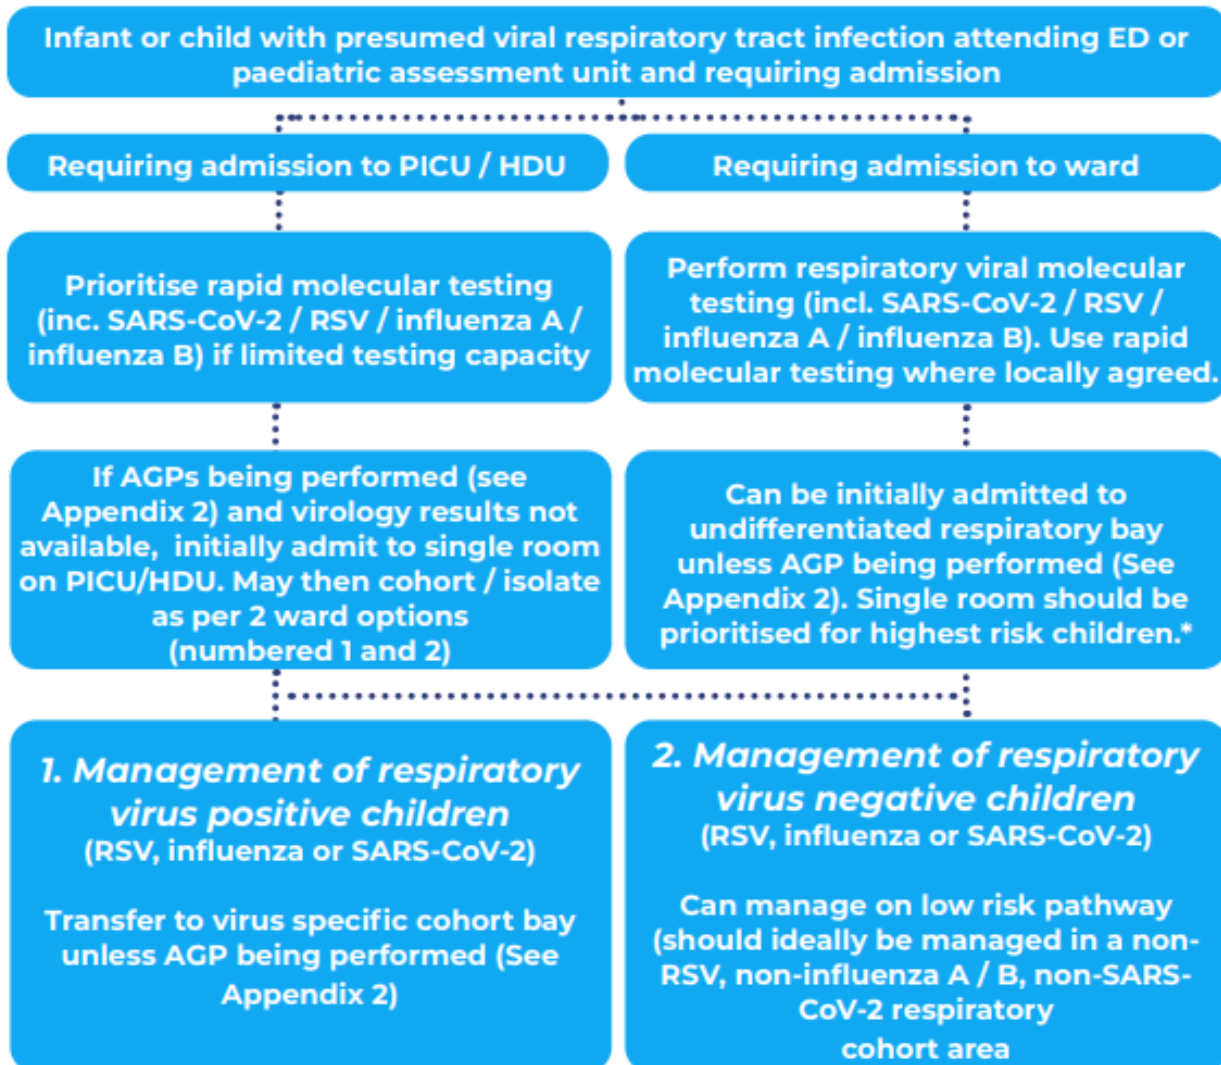 Infant or child with presumed viral respiratory tract infection attending ED or
paediatric assessment unit and requiring admission
Requiring admission to PICU / HDU
Requiring admission to ward
Prioritise rapid molecular testing
(inc. SARS-CoV-2 / RSV / influenza A /
influenza B) if limited testing capacity
Perform respiratory viral molecular
testing (incl. SARS-CoV-2 / RSV /
influenza A / influenza B). Use rapid
molecular testing where locally agreed.
If AGPs being performed (see
Appendix 2) and virology results not
available, initially admit to single room
on PICU/HDU. May then cohort / isolate
as per 2 ward options
(numbered 1 and 2)
Can be initially admitted to
undifferentiated respiratory bay
unless AGP being performed (See
Appendix 2). Single room should be
prioritised for highest risk children.*
1. Management of respiratory
virus positive children
(RSV, influenza or SARS-CoV-2)
Transfer to virus specific cohort bay
unless AGP being performed (See
Appendix 2)
2. Management of respiratory
virus negative children
(RSV, influenza or SARS-CoV-2)
Can manage on low risk pathway
(should ideally be managed in a non-
RSV, non-influenza A / B, non-SARS-
CoV-2 respiratory
cohort area